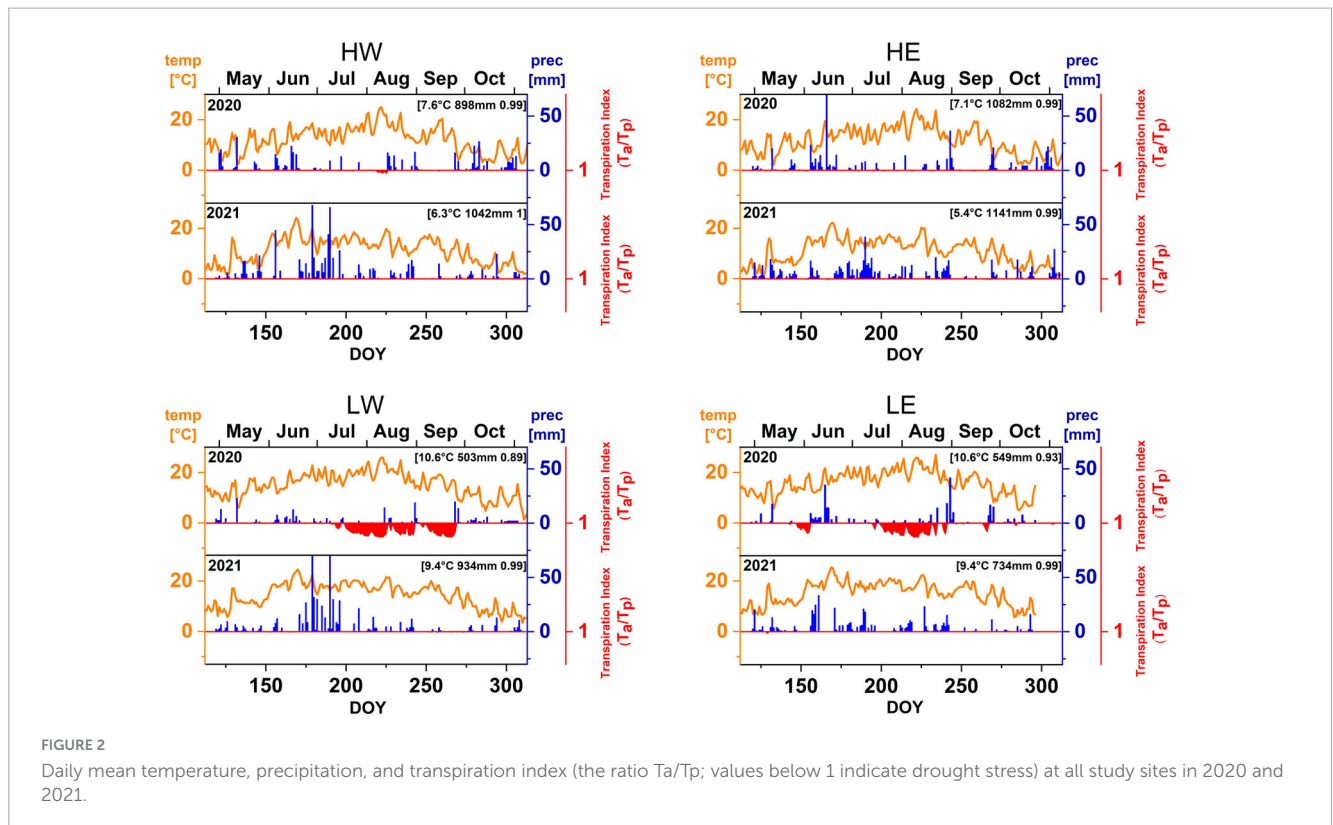 HW
temp
[°C]
May Jun Jul Aug Sep Oct
prec
[mm]
2020
[7.6°C 898mm 0.99]
20
0
50
0
1
Transpiration Index
(Ta/Tp)
2021
[6.3°C 1042mm 1]
20
0
50
0
1
Transpiration Index
(Ta/Tp)
150 200 250 300
DOY
HE
temp
[°C]
May Jun Jul Aug Sep Oct
prec
[mm]
2020
[7.1°C 1082mm 0.99]
20
0
50
0
1
Transpiration Index
(Ta/Tp)
2021
[5.4°C 1141mm 0.99]
20
0
50
0
1
Transpiration Index
(Ta/Tp)
150 200 250 300
DOY
LW
temp
[°C]
May Jun Jul Aug Sep Oct
prec
[mm]
2020
[10.6°C 503mm 0.89]
20
0
50
0
1
Transpiration Index
(Ta/Tp)
2021
[9.4°C 934mm 0.99]
20
0
50
0
1
Transpiration Index
(Ta/Tp)
150 200 250 300
DOY
LE
temp
[°C]
May Jun Jul Aug Sep Oct
prec
[mm]
2020
[10.6°C 549mm 0.93]
20
0
50
0
1
Transpiration Index
(Ta/Tp)
2021
[9.4°C 734mm 0.99]
20
0
50
0
1
Transpiration Index
(Ta/Tp)
150 200 250 300
DOY
FIGURE 2
Daily mean temperature, precipitation, and transpiration index (the ratio Ta/Tp; values below 1 indicate drought stress) at all study sites in 2020 and
2021.